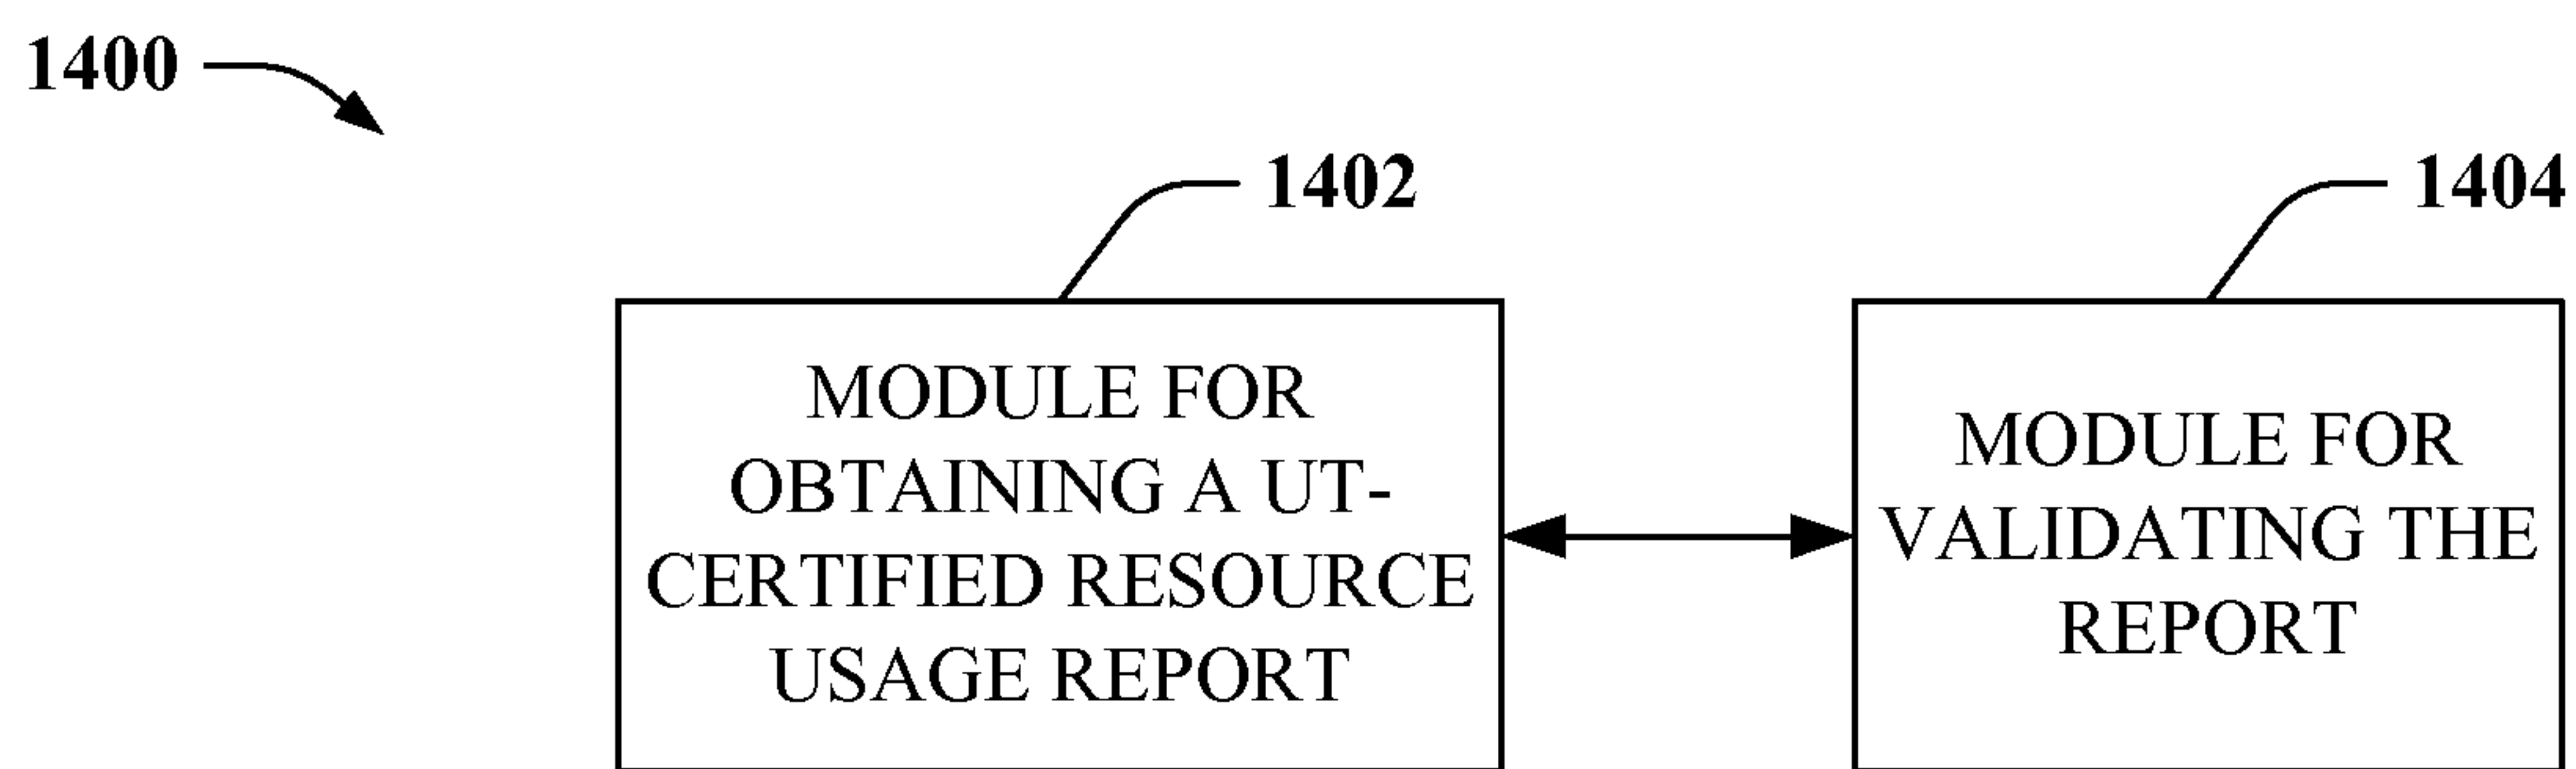 1400
1402
1404
MODULE FOR
OBTAINING A UT-
CERTIFIED RESOURCE
USAGE REPORT
MODULE FOR
VALIDATING THE
REPORT